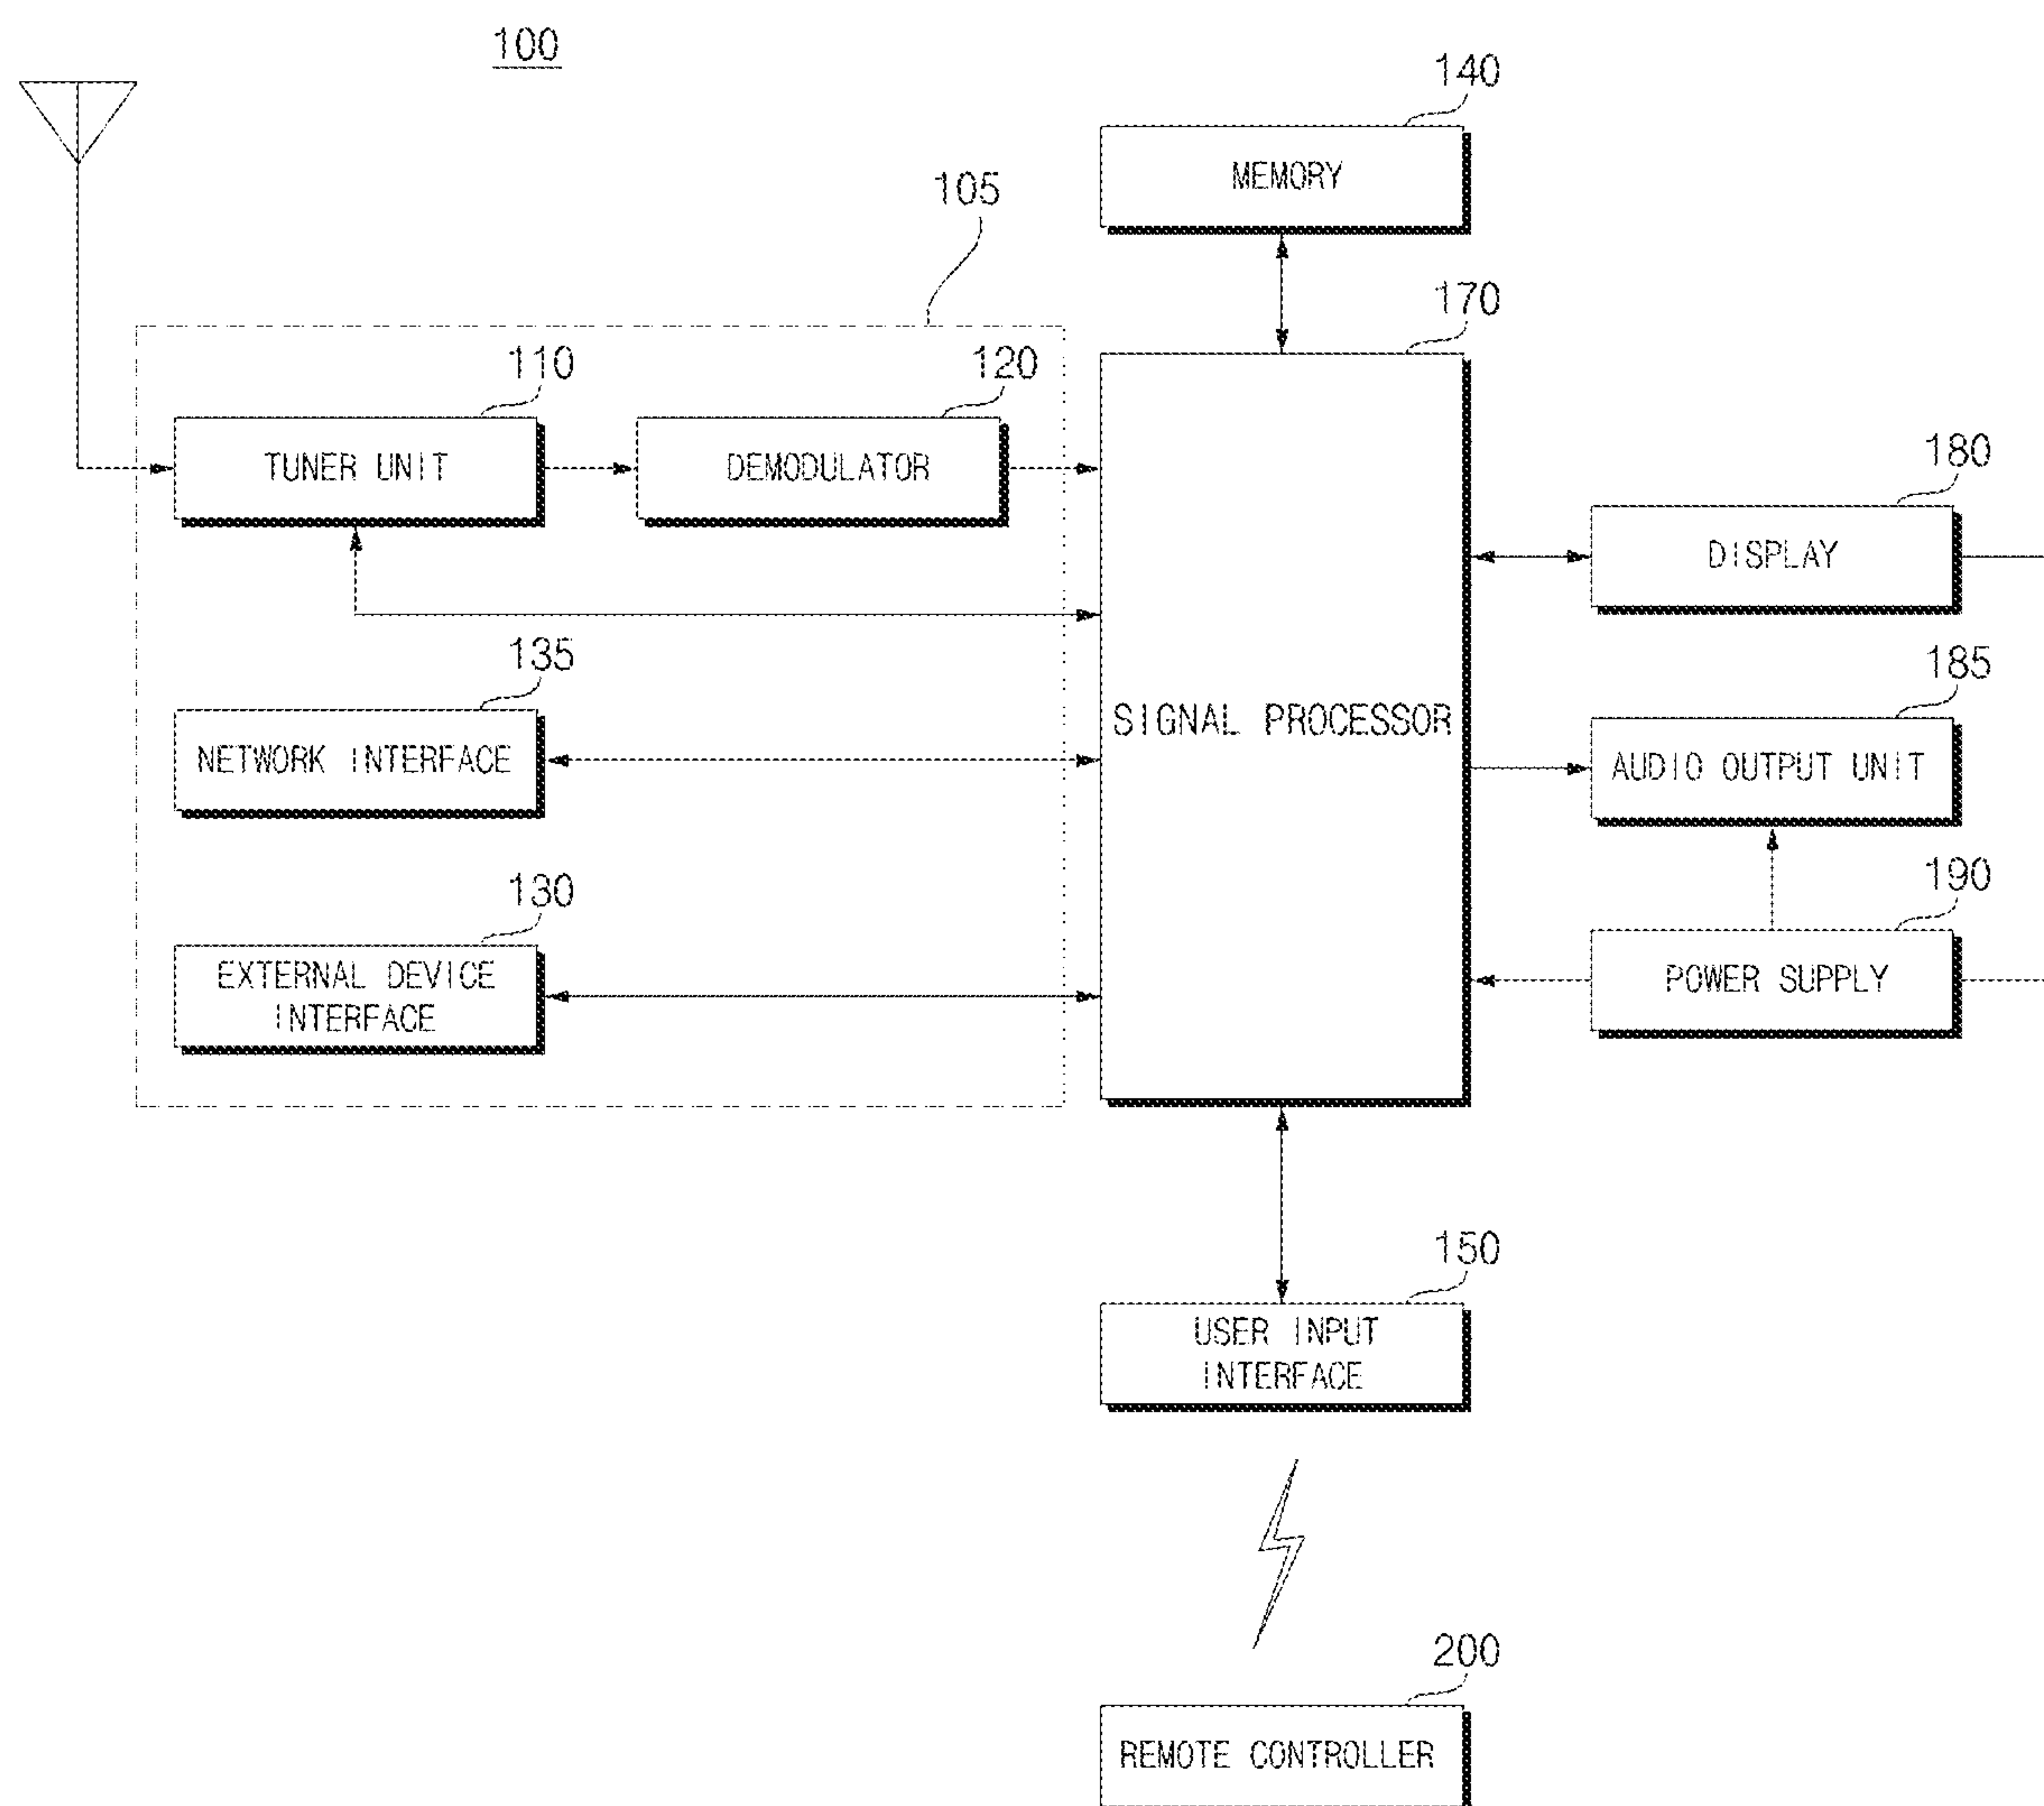 100
140
MEMORY
105
170
110
120
TUNER UNIT
DEMODULATOR
180
DISPLAY
135
NETWORK INTERFACE
SIGNAL PROCESSOR
185
AUDIO OUTPUT UNIT
130
EXTERNAL DEVICE
INTERFACE
190
POWER SUPPLY
150
USER INPUT
INTERFACE
200
REMOTE CONTROLLER